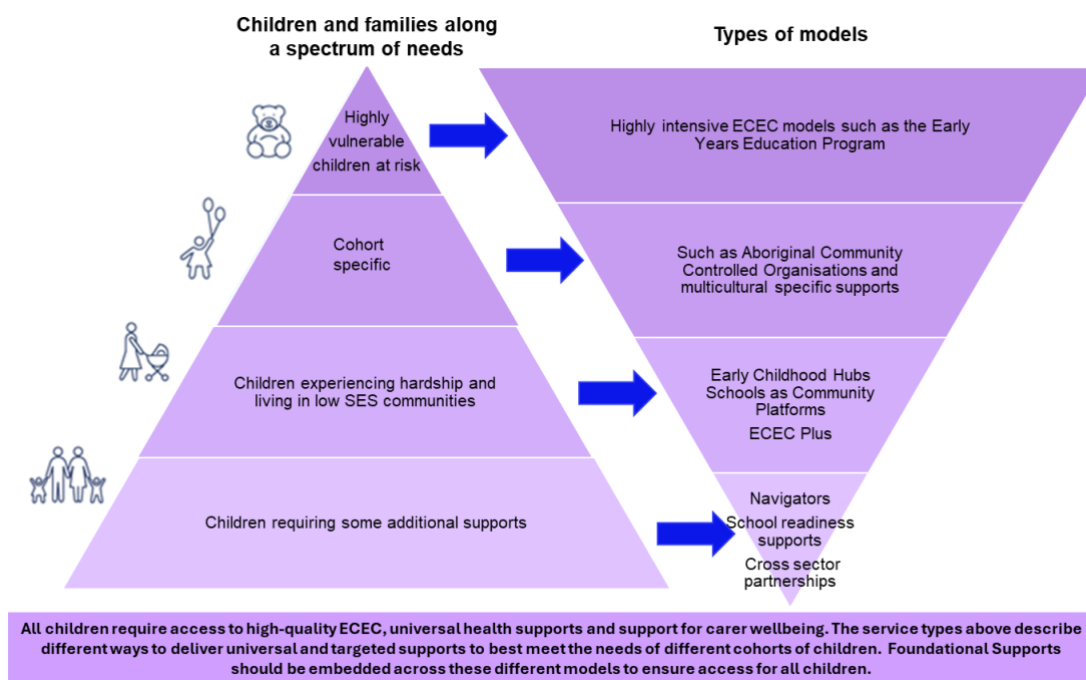 Children and families along
a spectrum of needs
Types of models
Highly
vulnerable
children at risk
Highly intensive ECEC models such as the Early
Years Education Program
Cohort
specific
Such as Aboriginal Community
Controlled Organisations and
multicultural specific supports
Children experiencing hardship and
living in low SES communities
Early Childhood Hubs
Schools as Community
Platforms
ECEC Plus
Children requiring some additional supports
Navigators
School readiness
supports
Cross sector
partnerships
All children require access to high-quality ECEC, universal health supports and support for carer wellbeing. The service types above describe
different ways to deliver universal and targeted supports to best meet the needs of different cohorts of children. Foundational Supports
should be embedded across these different models to ensure access for all children.